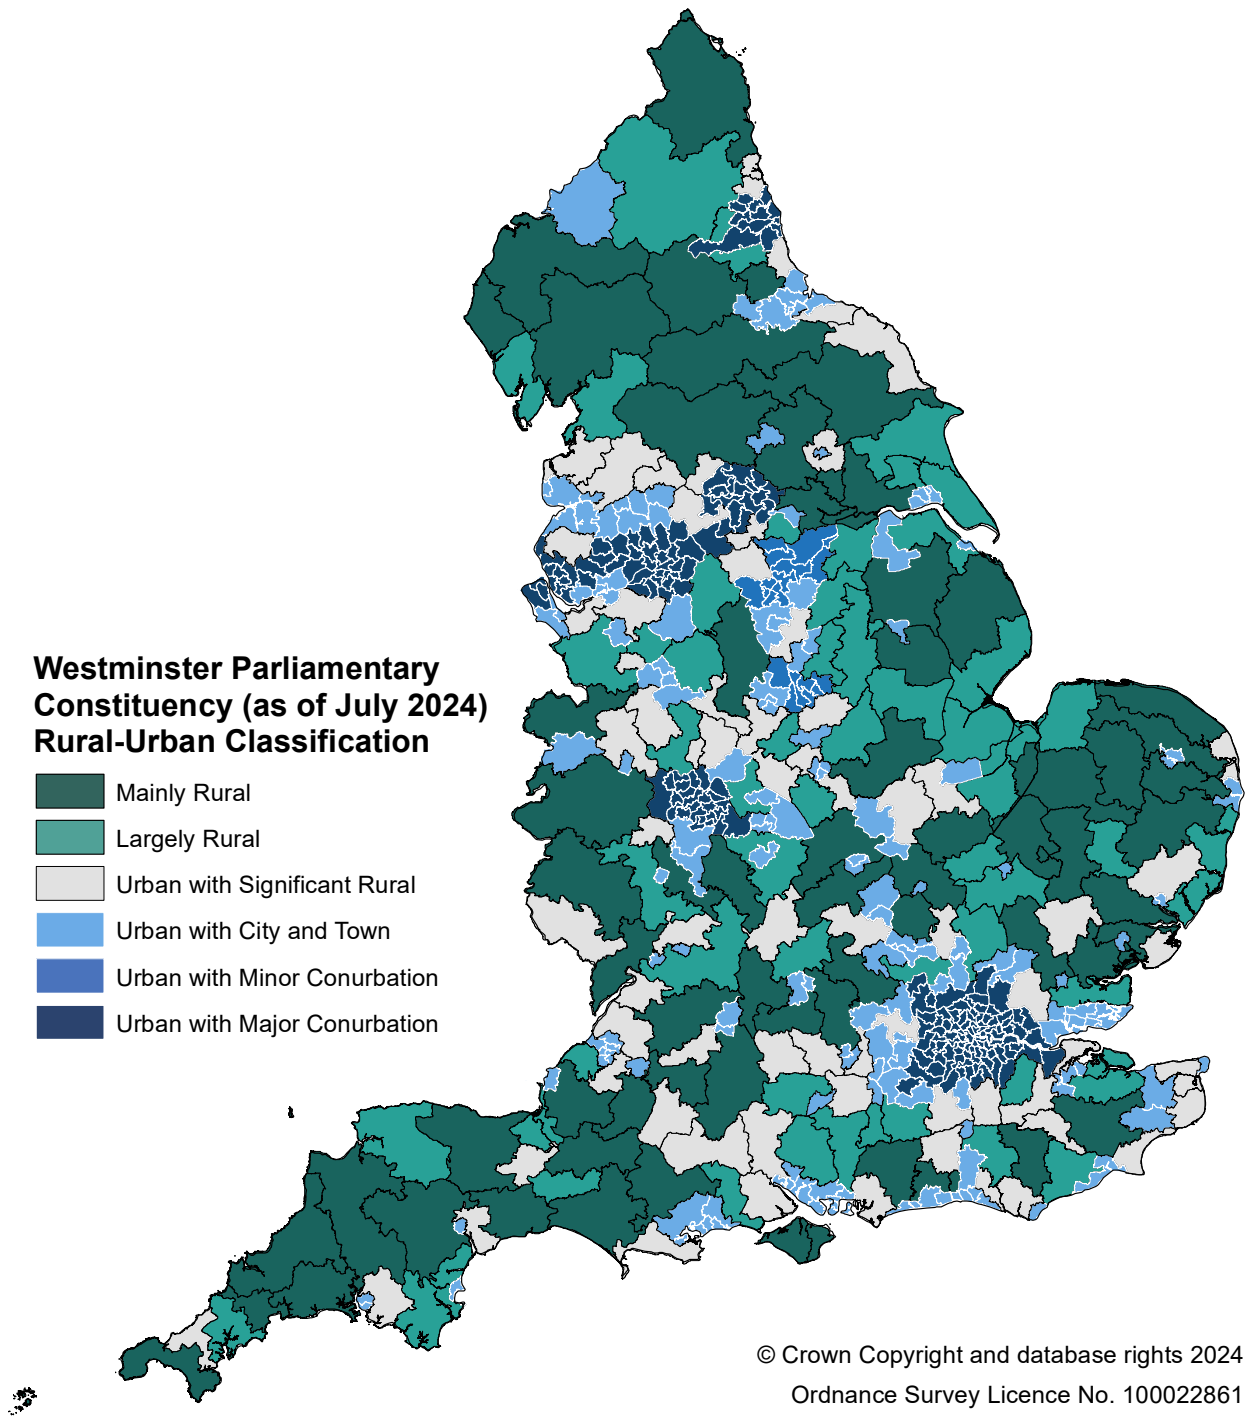 Westminster Parliamentary
Constituency (as of July 2024)
Rural-Urban Classification
Mainly Rural
Largely Rural
Urban with Significant Rural
Urban with City and Town
Urban with Minor Conurbation
Urban with Major Conurbation
© Crown Copyright and database rights 2024
Ordnance Survey Licence No. 100022861